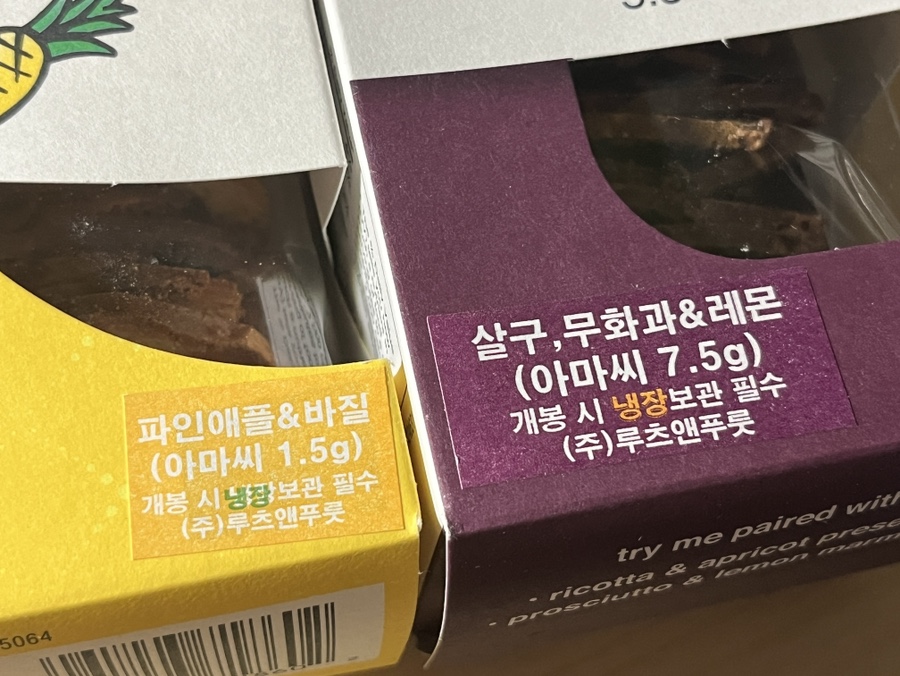 파인애플&바질
(아마씨 1.5g)
개봉 시 냉장보관 필수
(주)루츠앤푸룻
5064
살구,무화과&레몬
(아마씨 7.5g)
개봉 시 냉장보관 필수
(주)루츠앤푸룻
try me paired with
· ricotta & apricot
· prosciutto & lemon